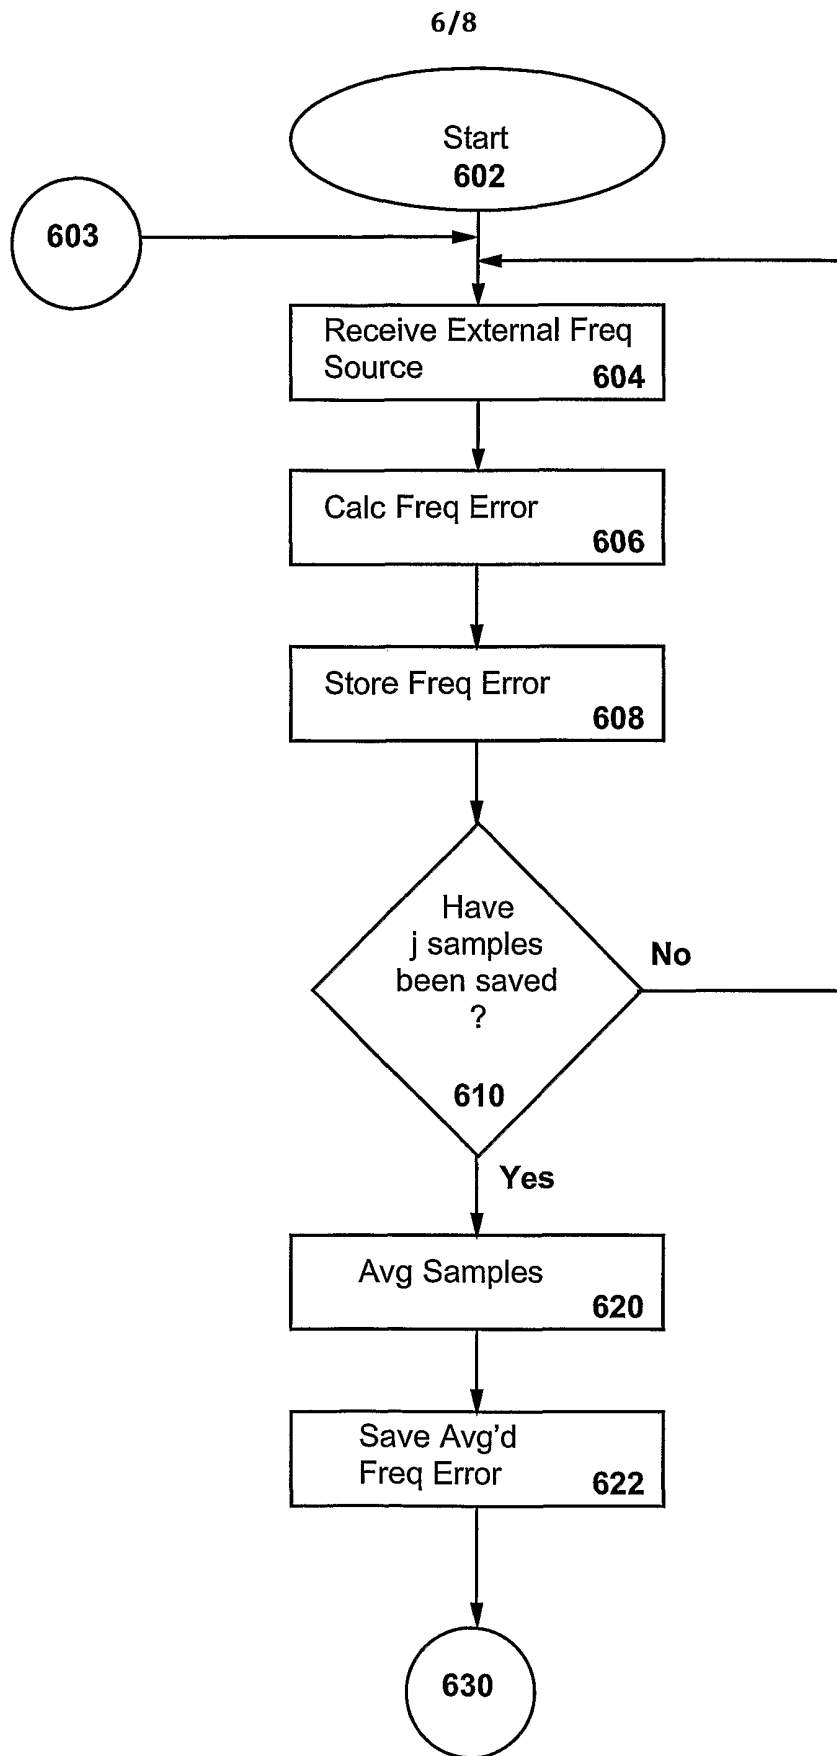 6/8
Start
602
603
Receive External Freq
Source
604
Calc Freq Error
606
Store Freq Error
608
Have
j samples
been saved
?
610
No
Yes
Avg Samples
620
Save Avg'd
Freq Error
622
630